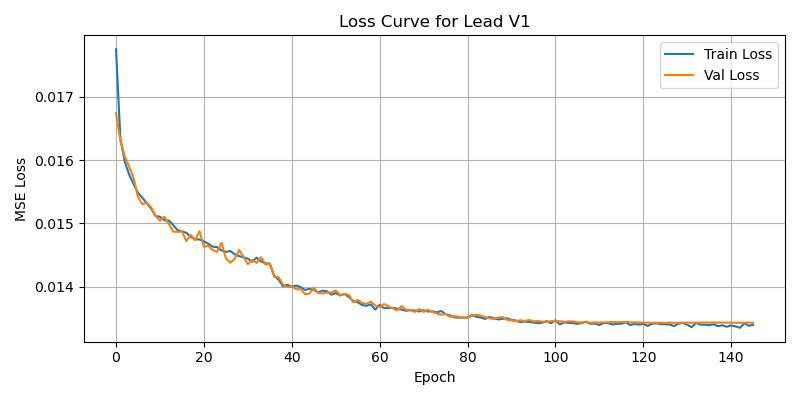 Loss Curve for Lead V1
Train Loss
Val Loss
MSE Loss
0.017
0.016
0.015
0.014
0 20 40 60 80 100 120 140
Epoch